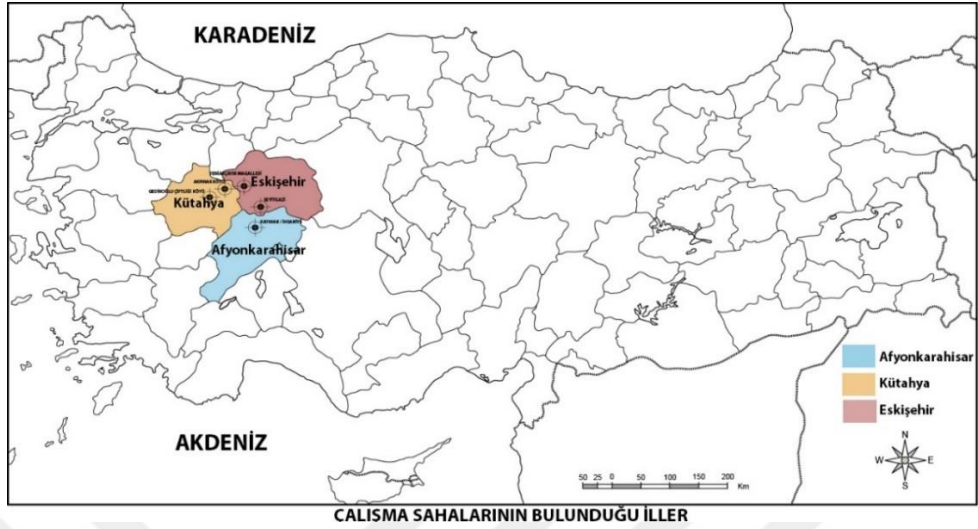 KARADENİZ
Eskişehir
Kütahya
Afyonkarahisar
Afyonkarahisar
Kütahya
Eskişehir
AKDENİZ
N
W
E
S
50 25 0 50 100 150 200
Km
ÇALIŞMA SAHALARININ BULUNDUĞU İLLER